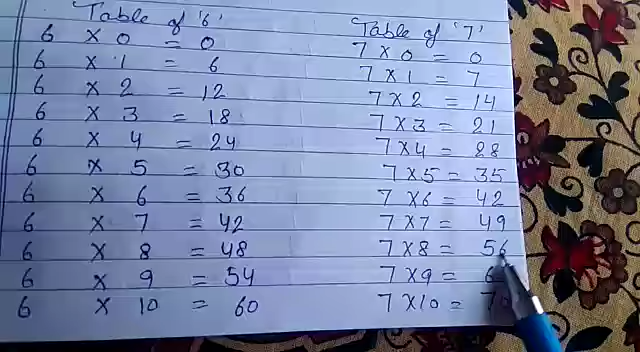 Table of '6'
6 X 0 = 0
6 X 1 = 6
6 X 2 = 12
6 X 3 = 18
6 X 4 = 24
6 X 5 = 30
6 X 6 = 36
6 X 7 = 42
6 X 8 = 48
6 X 9 = 54
6 X 10 = 60
Table of '7'
7 X 0 = 0
7 X 1 = 7
7 X 2 = 14
7 X 3 = 21
7 X 4 = 28
7 X 5 = 35
7 X 6 = 42
7 X 7 = 49
7 X 8 = 56
7 X 9 = 6
7 X 10 = 7